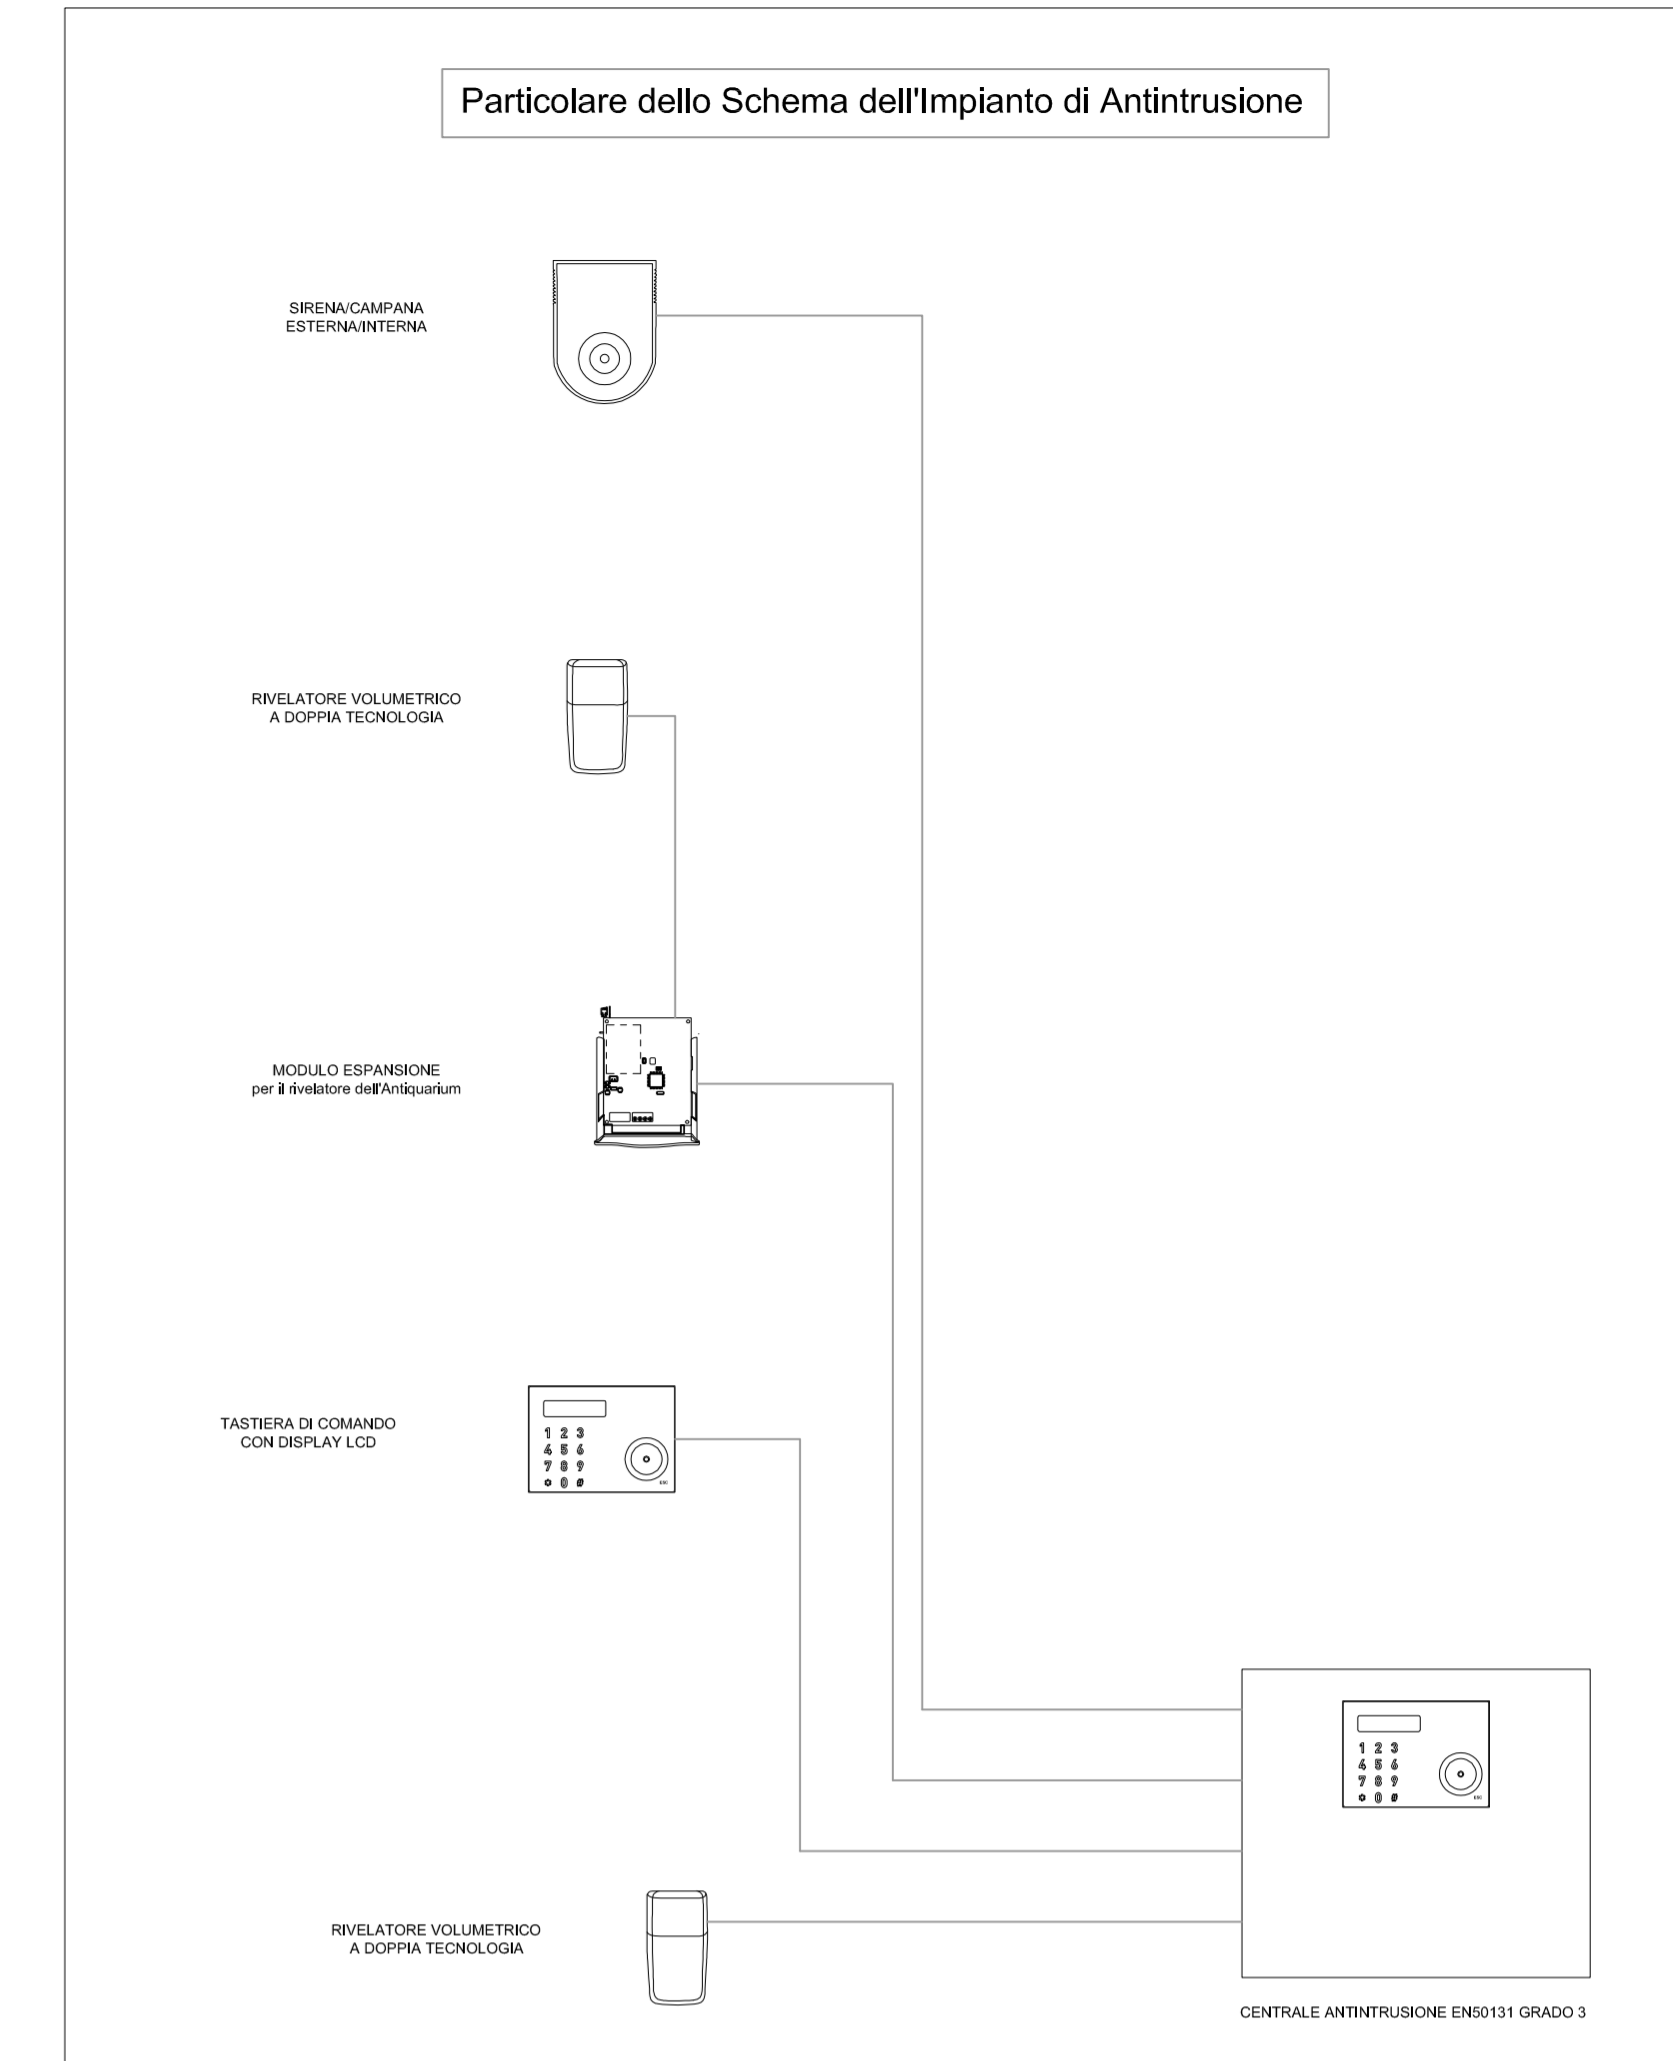 Particolare dello Schema dell'Impianto di Antintrusione
SIRENA/CAMPANA
ESTERNA/INTERNA
RIVELATORE VOLUMETRICO
A DOPPIA TECNOLOGIA
MODULO ESPANSIONE
per il rivelatore dell'Antiquarium
TASTIERA DI COMANDO
CON DISPLAY LCD
1 2 3
4 5 6
7 8 9
* 0 #
ESC
1 2 3
4 5 6
7 8 9
* 0 #
ESC
RIVELATORE VOLUMETRICO
A DOPPIA TECNOLOGIA
CENTRALE ANTINTRUSIONE EN50131 GRADO 3